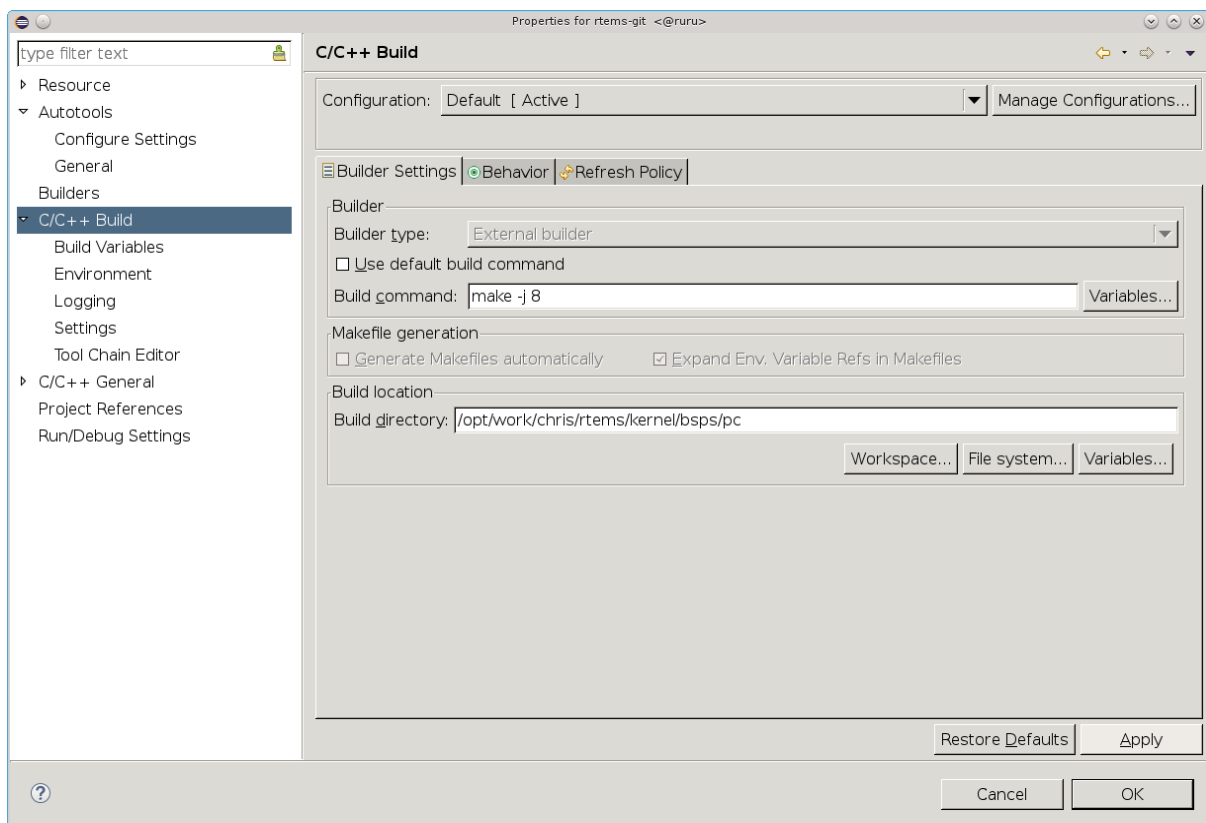 Properties for rtems-git <@ruru>
type filter text
C/C++ Build
Resource
Autotools
Configure Settings
General
Builders
C/C++ Build
Build Variables
Environment
Logging
Settings
Tool Chain Editor
C/C++ General
Project References
Run/Debug Settings
Configuration: Default [ Active ] Manage Configurations...
Builder Settings Behavior Refresh Policy
Builder
Builder type: External builder
Use default build command
Build command: make -j 8 Variables...
Makefile generation
Generate Makefiles automatically Expand Env. Variable Refs in Makefiles
Build location
Build directory: /opt/work/chris/rtems/kernel/bsps/pc
Workspace... File system... Variables...
Restore Defaults Apply
? Cancel OK